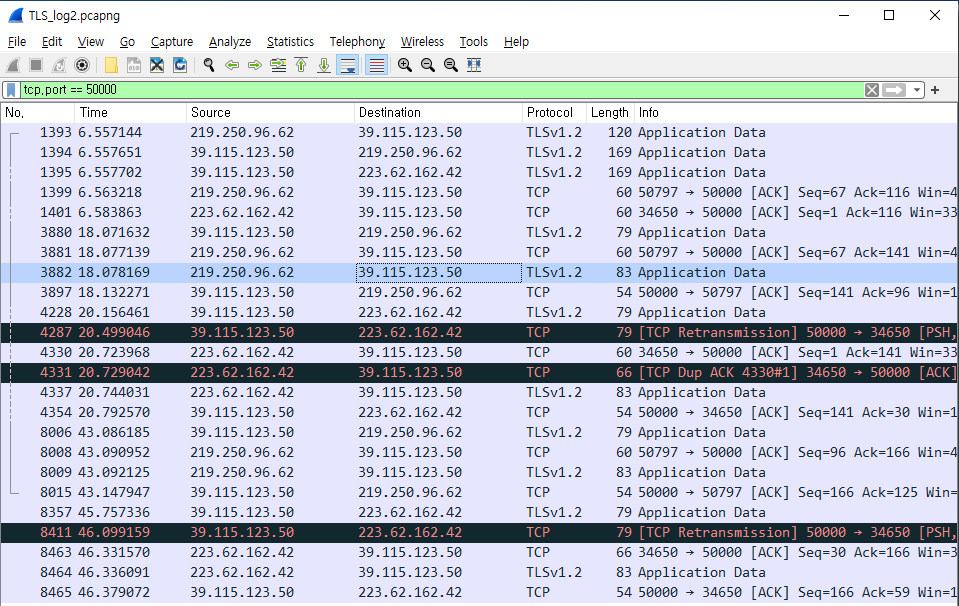 TLS_log2.pcapng
File Edit View Go Capture Analyze Statistics Telephony Wireless Tools Help
tcp.port == 50000
No. Time Source Destination Protocol Length Info
1393 6.557144 219.250.96.62 39.115.123.50 TLSv1.2 120 Application Data
1394 6.557651 39.115.123.50 219.250.96.62 TLSv1.2 169 Application Data
1395 6.557702 39.115.123.50 223.62.162.42 TLSv1.2 169 Application Data
1399 6.563218 219.250.96.62 39.115.123.50 TCP 60 50797 → 50000 [ACK] Seq=67 Ack=116 Win=4
1401 6.583863 223.62.162.42 39.115.123.50 TCP 60 34650 → 50000 [ACK] Seq=1 Ack=116 Win=33
3880 18.071632 39.115.123.50 219.250.96.62 TLSv1.2 79 Application Data
3881 18.077139 219.250.96.62 39.115.123.50 TCP 60 50797 → 50000 [ACK] Seq=67 Ack=141 Win=4
3882 18.078169 219.250.96.62 39.115.123.50 TLSv1.2 83 Application Data
3897 18.132271 39.115.123.50 219.250.96.62 TCP 54 50000 → 50797 [ACK] Seq=141 Ack=96 Win=1
4228 20.156461 39.115.123.50 223.62.162.42 TLSv1.2 79 Application Data
4287 20.499046 39.115.123.50 223.62.162.42 TCP 79 [TCP Retransmission] 50000 → 34650 [PSH,
4330 20.723968 223.62.162.42 39.115.123.50 TCP 60 34650 → 50000 [ACK] Seq=1 Ack=141 Win=33
4331 20.729042 223.62.162.42 39.115.123.50 TCP 66 [TCP Dup ACK 4330#1] 34650 → 50000 [ACK]
4337 20.744031 223.62.162.42 39.115.123.50 TLSv1.2 83 Application Data
4354 20.792570 39.115.123.50 223.62.162.42 TCP 54 50000 → 34650 [ACK] Seq=141 Ack=30 Win=1
8006 43.086185 39.115.123.50 219.250.96.62 TLSv1.2 79 Application Data
8008 43.090952 219.250.96.62 39.115.123.50 TCP 60 50797 → 50000 [ACK] Seq=96 Ack=166 Win=4
8009 43.092125 219.250.96.62 39.115.123.50 TLSv1.2 83 Application Data
8015 43.147947 39.115.123.50 219.250.96.62 TCP 54 50000 → 50797 [ACK] Seq=166 Ack=125 Win=
8357 45.757336 39.115.123.50 223.62.162.42 TLSv1.2 79 Application Data
8411 46.099159 39.115.123.50 223.62.162.42 TCP 79 [TCP Retransmission] 50000 → 34650 [PSH,
8463 46.331570 223.62.162.42 39.115.123.50 TCP 66 34650 → 50000 [ACK] Seq=30 Ack=166 Win=3
8464 46.336091 223.62.162.42 39.115.123.50 TLSv1.2 83 Application Data
8465 46.379072 39.115.123.50 223.62.162.42 TCP 54 50000 → 34650 [ACK] Seq=166 Ack=59 Win=1